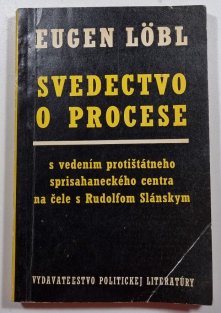 EUGEN LÖBL
SVEDECTVO
O PROCESE
s vedením protištátneho
sprisahaneckého centra
na čele s Rudolfom Slánskym
VYDAVATEĽSTVO POLITICKEJ LITERATÚRY